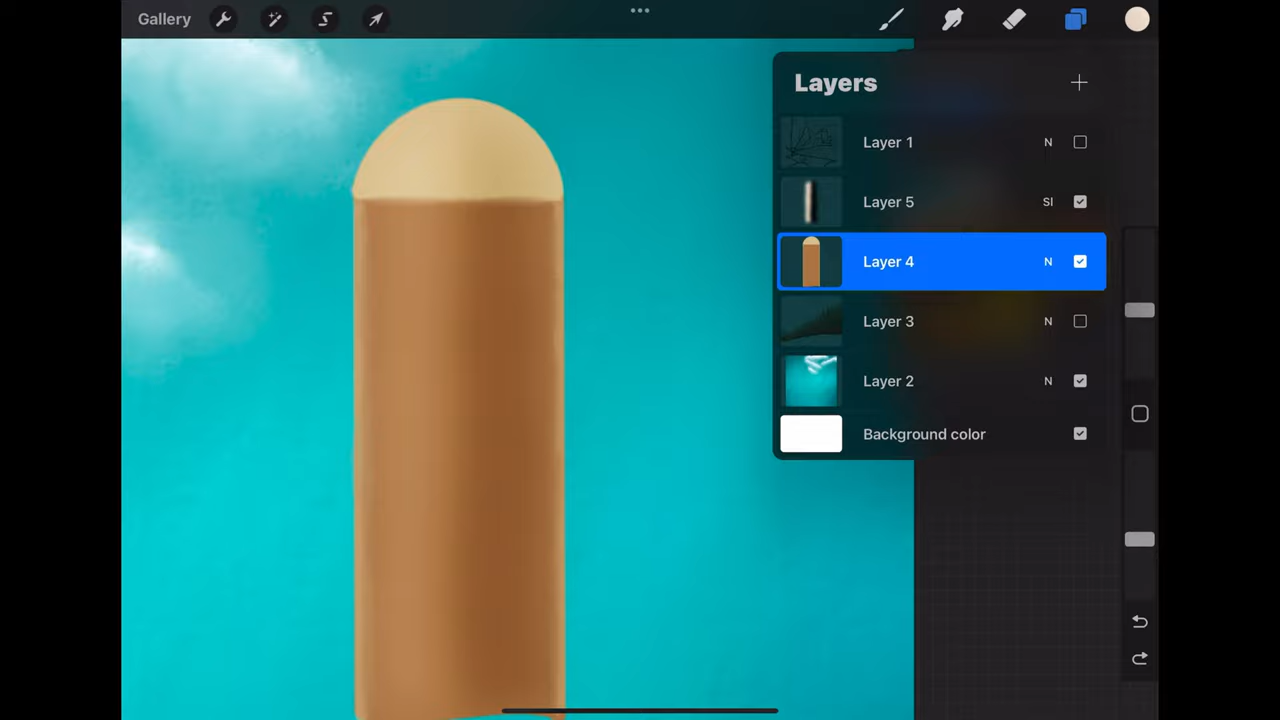 Gallery
Layers
Layer 1 N
Layer 5 SI
Layer 4 N
Layer 3 N
Layer 2 N
Background color